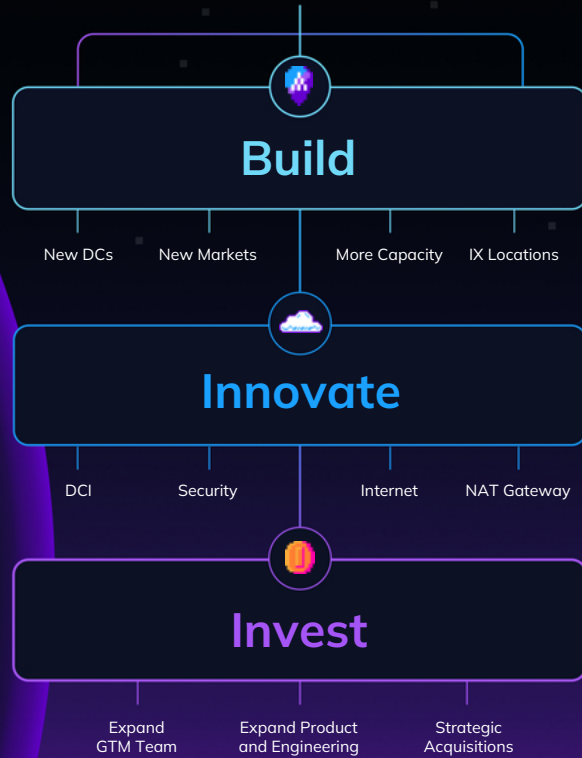 Build
New DCs
New Markets
More Capacity
IX Locations
Innovate
DCI
Security
Internet
NAT Gateway
Invest
Expand
GTM Team
Expand Product
and Engineering
Strategic
Acquisitions